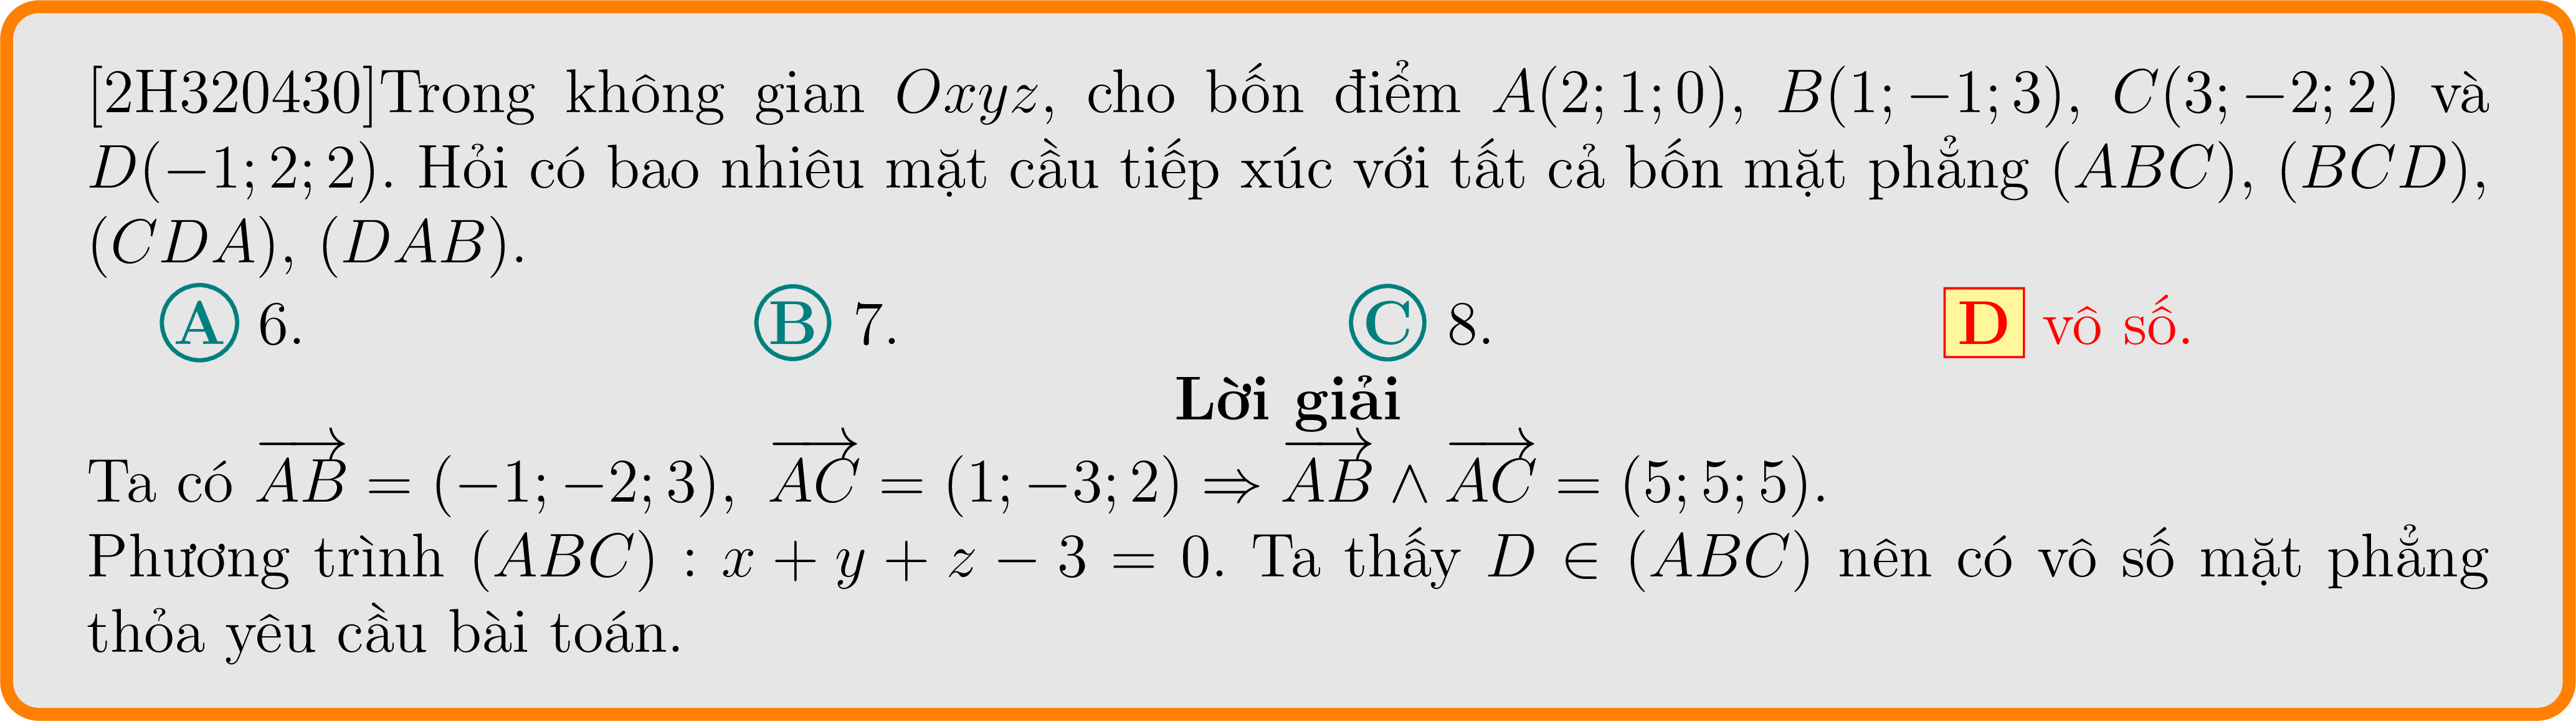 [2H320430]Trong không gian Oxyz, cho bốn điểm A(2; 1; 0), B(1; −1; 3), C(3; −2; 2) và
D(−1; 2; 2). Hỏi có bao nhiêu mặt cầu tiếp xúc với tất cả bốn mặt phẳng (ABC), (BCD),
(CDA), (DAB).
A 6. B 7. C 8. D vô số.
Lời giải
Ta có $\overrightarrow{AB}$ = (−1; −2; 3), $\overrightarrow{AC}$ = (1; −3; 2) ⇒ $\overrightarrow{AB}$ ∧ $\overrightarrow{AC}$ = (5; 5; 5).
Phương trình (ABC) : x + y + z − 3 = 0. Ta thấy D ∈ (ABC) nên có vô số mặt phẳng
thỏa yêu cầu bài toán.